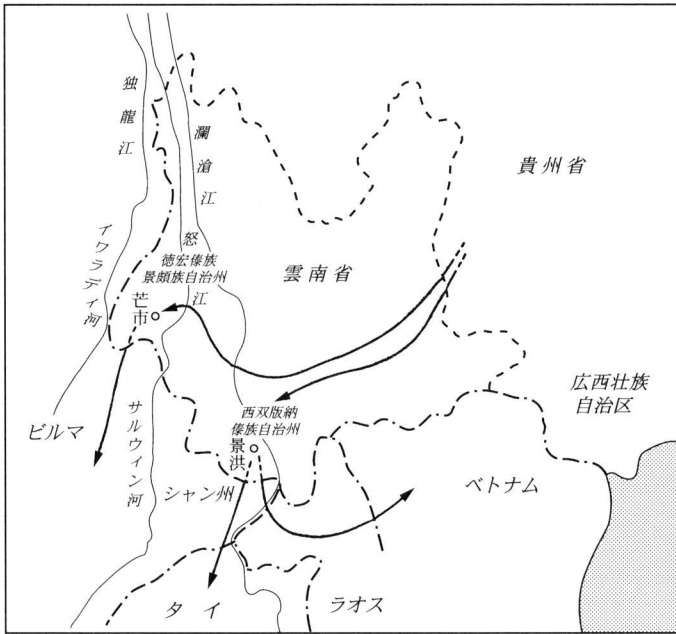 独龍江
瀾滄江
怒江
貴州省
イワラディ河
徳宏傣族
景頗族自治州
雲南省
芒市
広西壮族
自治区
サルウィン河
西双版納
傣族自治州
景洪
ビルマ
シャン州
ベトナム
タイ
ラオス